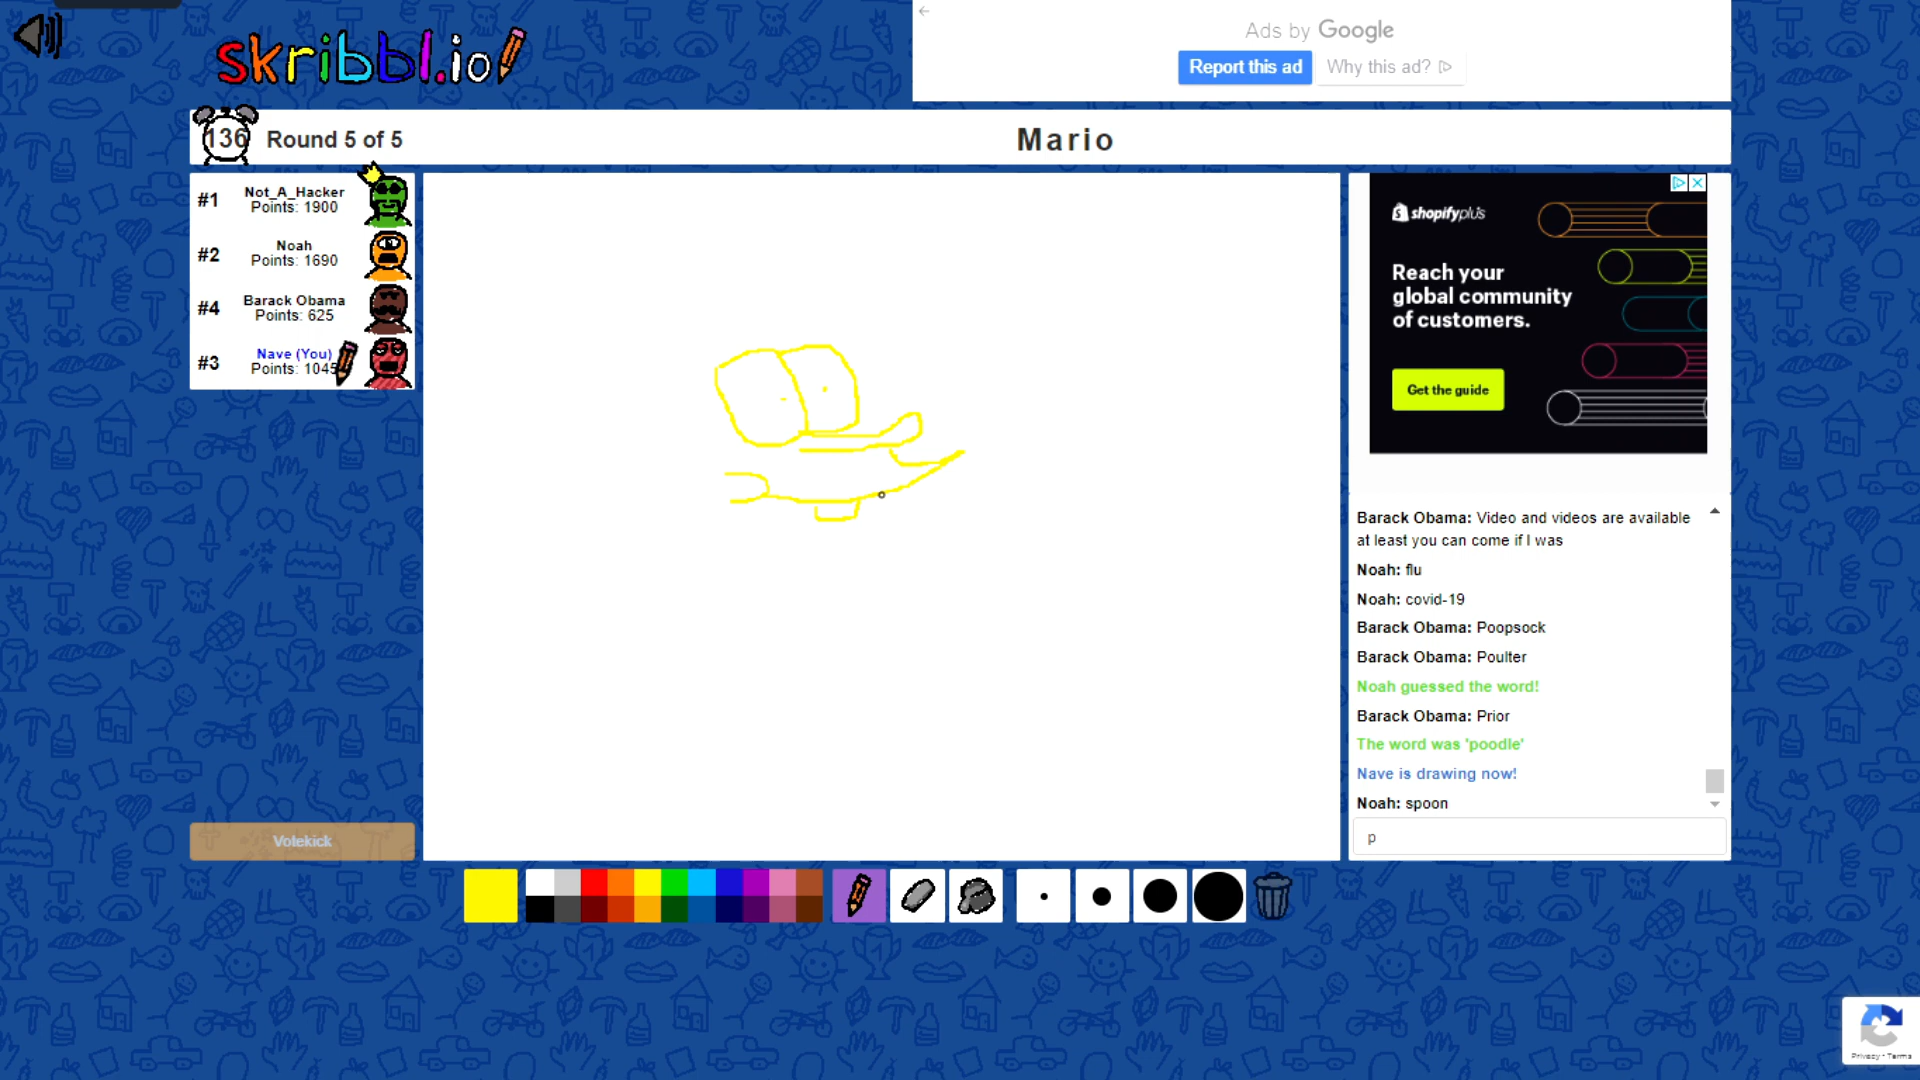 skribbl.io!
Ads by Google
Report this ad
Why this ad?
136
Round 5 of 5
Mario
#1
Not_A_Hacker
Points: 1900
#2
Noah
Points: 1690
#4
Barack Obama
Points: 625
#3
Nave (You)
Points: 1045
Votekick
shopifyplus
Reach your
global community
of customers.
Get the guide
Barack Obama: Video and videos are available
at least you can come if I was
Noah: flu
Noah: covid-19
Barack Obama: Poopsock
Barack Obama: Poulter
Noah guessed the word!
Barack Obama: Prior
The word was 'poodle'
Nave is drawing now!
Noah: spoon
p
Privacy - Terms